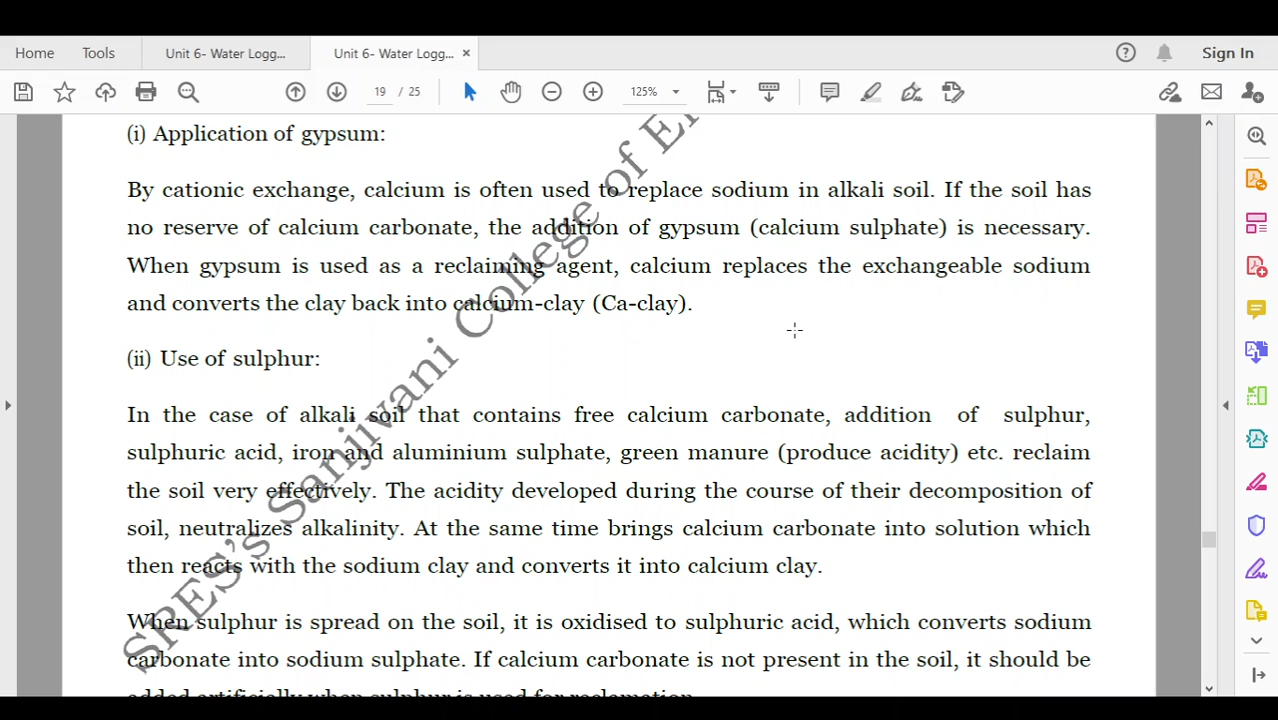 Home Tools Unit 6- Water Logg... Unit 6- Water Logg... × Sign In
19 / 25 125%
(i) Application of gypsum:
By cationic exchange, calcium is often used to replace sodium in alkali soil. If the soil has
no reserve of calcium carbonate, the addition of gypsum (calcium sulphate) is necessary.
When gypsum is used as a reclaiming agent, calcium replaces the exchangeable sodium
and converts the clay back into calcium-clay (Ca-clay).
(ii) Use of sulphur:
In the case of alkali soil that contains free calcium carbonate, addition of sulphur,
sulphuric acid, iron and aluminium sulphate, green manure (produce acidity) etc. reclaim
the soil very effectively. The acidity developed during the course of their decomposition of
soil, neutralizes alkalinity. At the same time brings calcium carbonate into solution which
then reacts with the sodium clay and converts it into calcium clay.
When sulphur is spread on the soil, it is oxidised to sulphuric acid, which converts sodium
carbonate into sodium sulphate. If calcium carbonate is not present in the soil, it should be
added artificially when sulphur is used for reclamation.
SRES's Sanjivani College of E